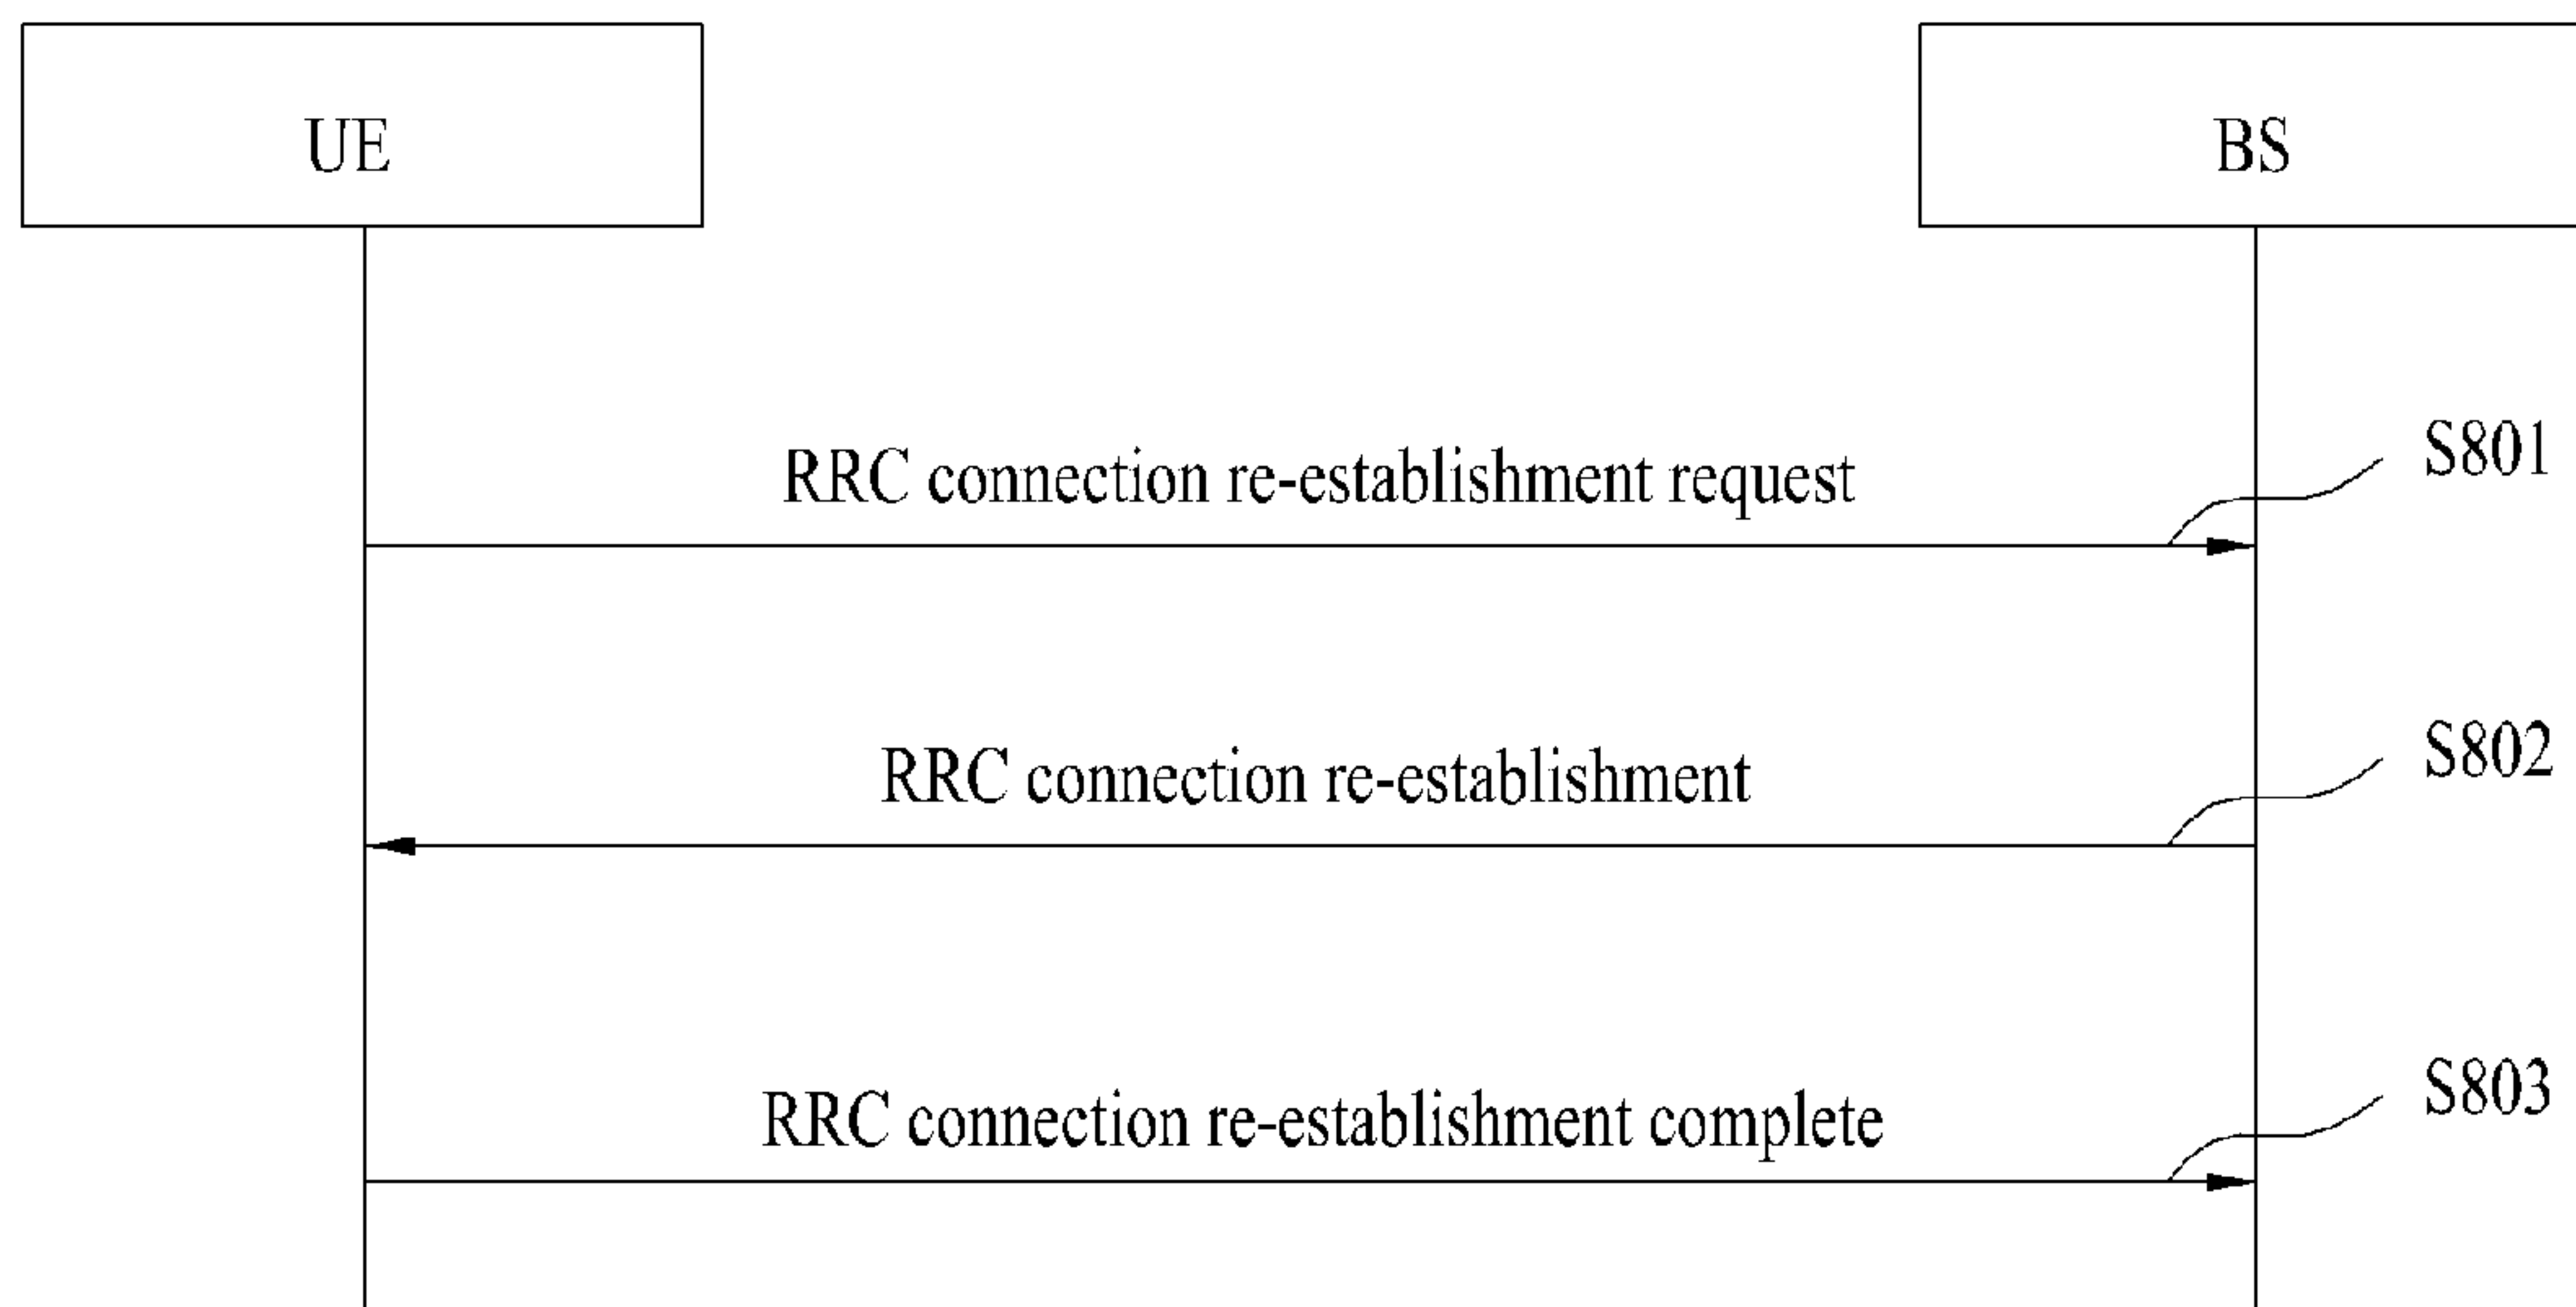 UE
BS
RRC connection re-establishment request
S801
RRC connection re-establishment
S802
RRC connection re-establishment complete
S803